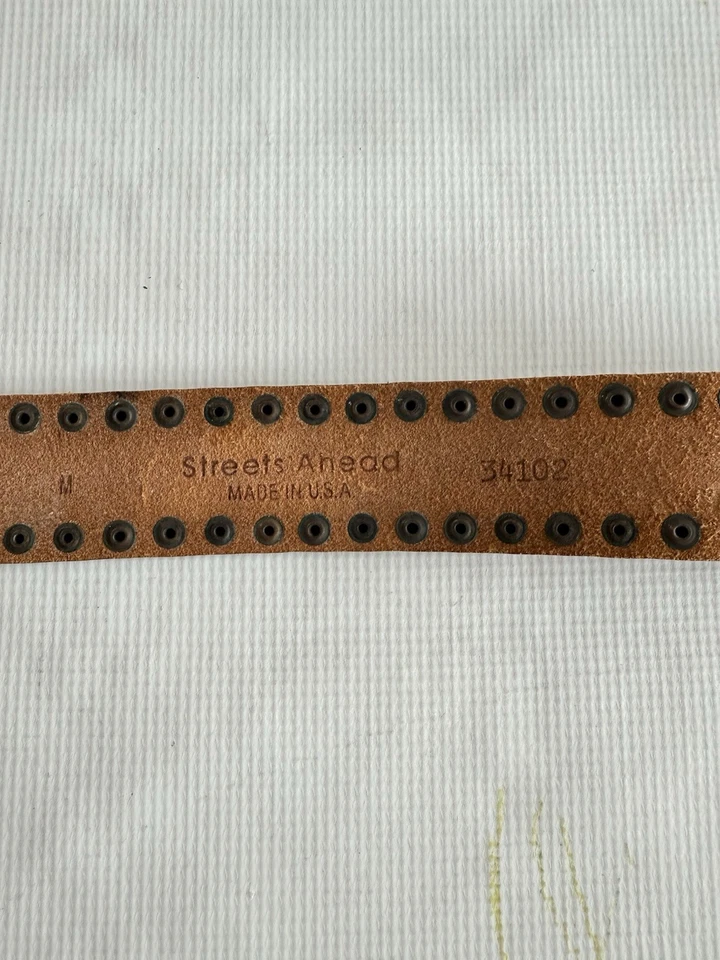 M
Streets Ahead
MADE IN U.S.A
34102